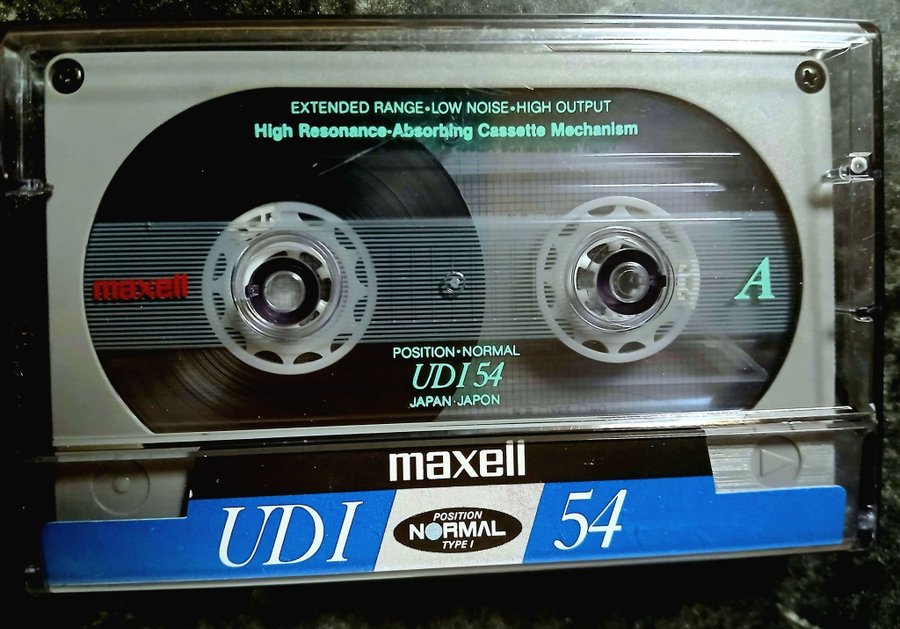 EXTENDED RANGE•LOW NOISE•HIGH OUTPUT
High Resonance-Absorbing Cassette Mechanism
maxell
A
POSITION•NORMAL
UDI 54
JAPAN·JAPON
maxell
UDI
POSITION
NORMAL
TYPE I
54